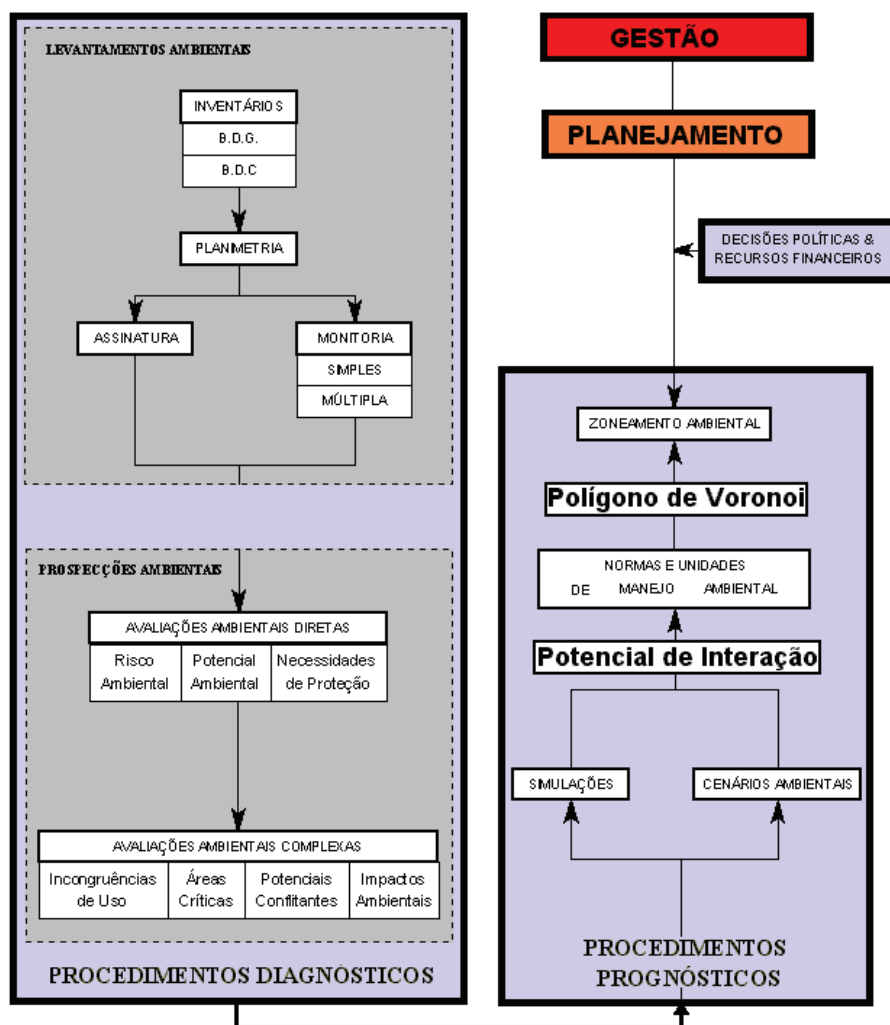 LEVANTAMENTOS AMBIENTAIS
INVENTÁRIOS
B.D.G.
B.D.C
PLANIMETRIA
ASSINATURA
MONITORIA
SIMPLES
MÚLTIPLA
PROSPECÇÕES AMBIENTAIS
AVALIAÇÕES AMBIENTAIS DIRETAS
Risco
Ambiental
Potencial
Ambiental
Necessidades
de Proteção
AVALIAÇÕES AMBIENTAIS COMPLEXAS
Incongruências
de Uso
Áreas
Críticas
Potenciais
Conflitantes
Impactos
Ambientais
PROCEDIMENTOS DIAGNÓSTICOS
GESTÃO
PLANEJAMENTO
DECISÕES POLÍTICAS &
RECURSOS FINANCEIROS
ZONEAMENTO AMBIENTAL
Polígono de Voronoi
NORMAS E UNIDADES
DE MANEJO AMBIENTAL
Potencial de Interação
SIMULAÇÕES
CENÁRIOS AMBIENTAIS
PROCEDIMENTOS
PROGNÓSTICOS